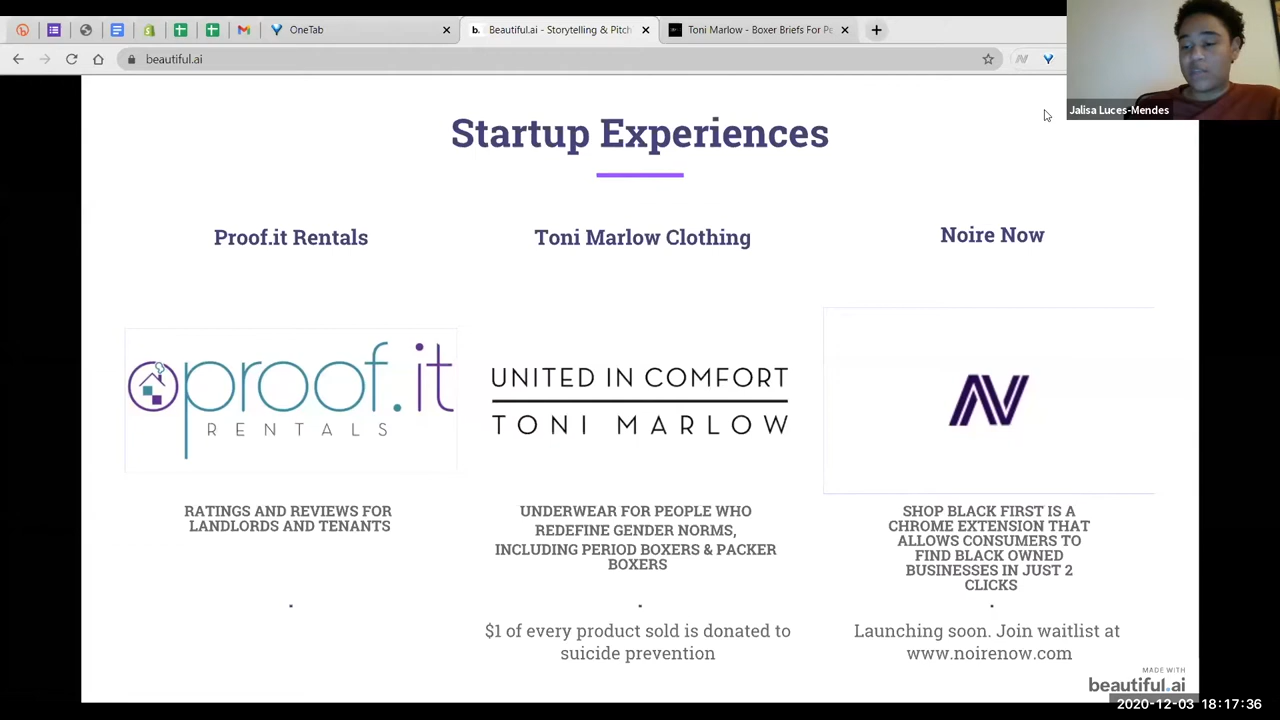 OneTab
b. Beautiful.ai - Storytelling & Pitch
Toni Marlow - Boxer Briefs For Pe
beautiful.ai
Jalisa Luces-Mendes
Startup Experiences
Proof.it Rentals
proof.it
RENTALS
RATINGS AND REVIEWS FOR
LANDLORDS AND TENANTS
.
Toni Marlow Clothing
UNITED IN COMFORT
TONI MARLOW
UNDERWEAR FOR PEOPLE WHO
REDEFINE GENDER NORMS,
INCLUDING PERIOD BOXERS & PACKER
BOXERS
.
$1 of every product sold is donated to
suicide prevention
Noire Now
SHOP BLACK FIRST IS A
CHROME EXTENSION THAT
ALLOWS CONSUMERS TO
FIND BLACK OWNED
BUSINESSES IN JUST 2
CLICKS
.
Launching soon. Join waitlist at
www.noirenow.com
MADE WITH
beautiful.ai
2020-12-03 18:17:36